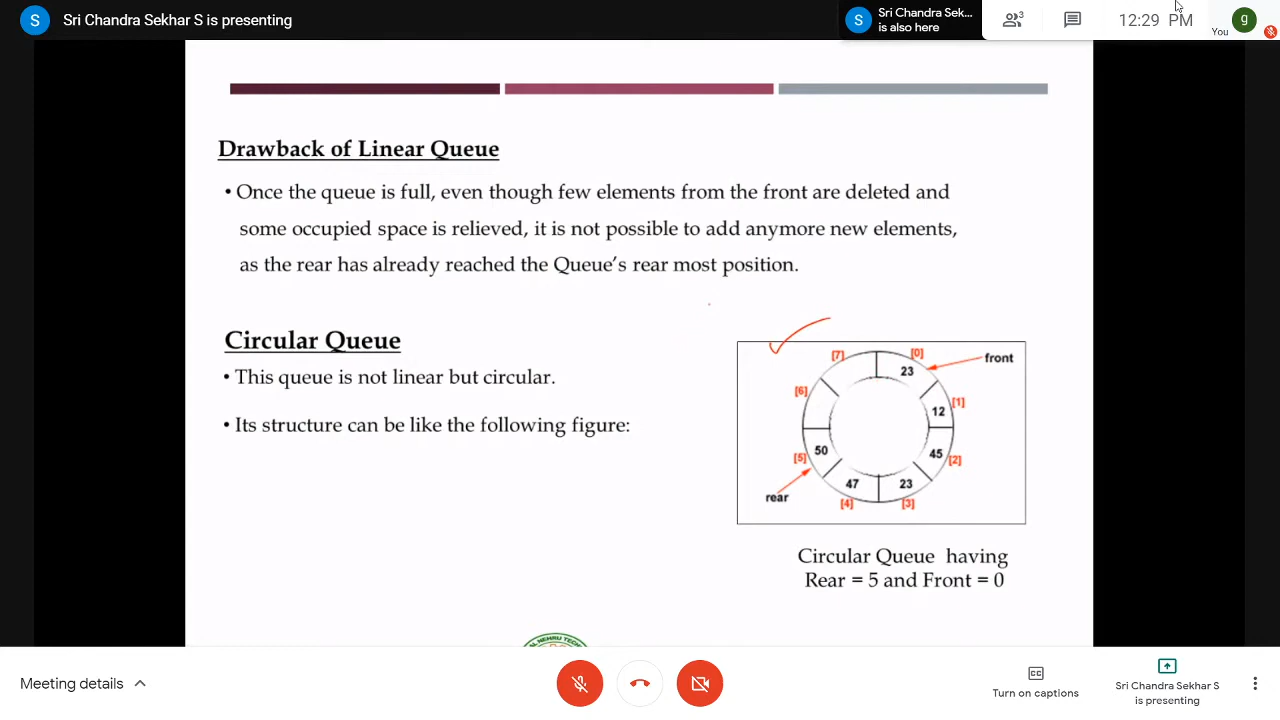 S Sri Chandra Sekhar S is presenting
S Sri Chandra Sek...
is also here
3
12:29 PM
You
g
Drawback of Linear Queue
• Once the queue is full, even though few elements from the front are deleted and
some occupied space is relieved, it is not possible to add anymore new elements,
as the rear has already reached the Queue's rear most position.
Circular Queue
• This queue is not linear but circular.
• Its structure can be like the following figure:
[7] [0] front
23
[6] [1]
12
50 45
[5] [2]
47 23
rear
[4] [3]
Circular Queue having
Rear = 5 and Front = 0
AL NEHRU TECH
Meeting details
CC
Turn on captions
Sri Chandra Sekhar S
is presenting